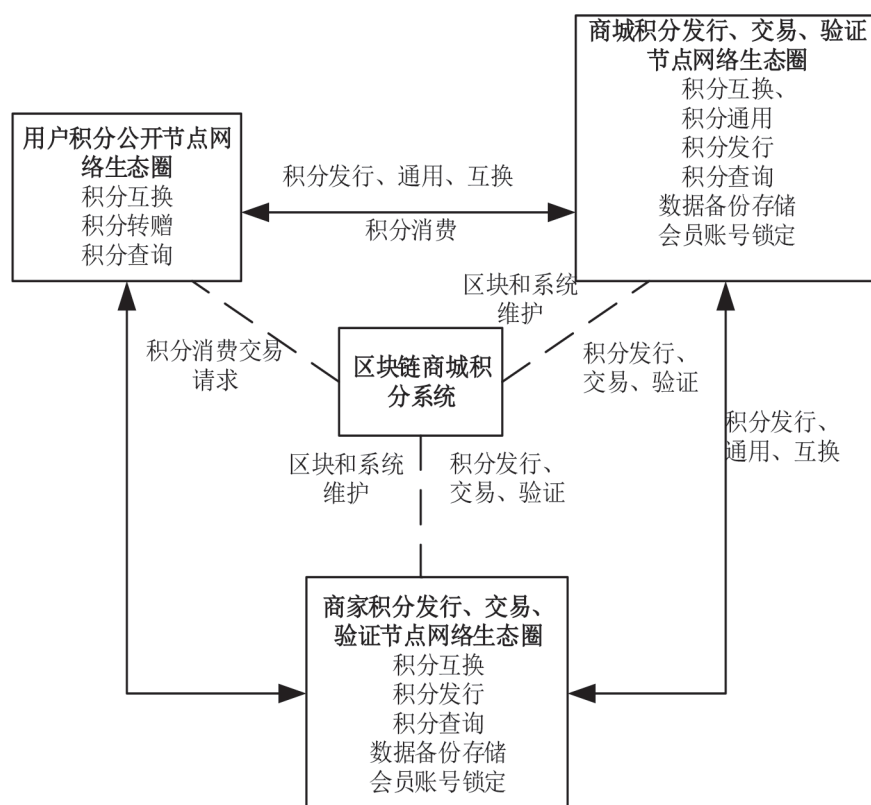 商城积分发行、交易、验证
节点网络生态圈
积分互换、
积分通用
积分发行
积分查询
数据备份存储
会员账号锁定
用户积分公开节点网
络生态圈
积分互换
积分转赠
积分查询
积分发行、通用、互换
积分消费
区块和系统
维护
积分消费交易
请求
区块链商城积
分系统
积分发行、
交易、验证
积分发行、
通用、互换
区块和系统
维护
积分发行、
交易、验证
商家积分发行、交易、
验证节点网络生态圈
积分互换
积分发行
积分查询
数据备份存储
会员账号锁定